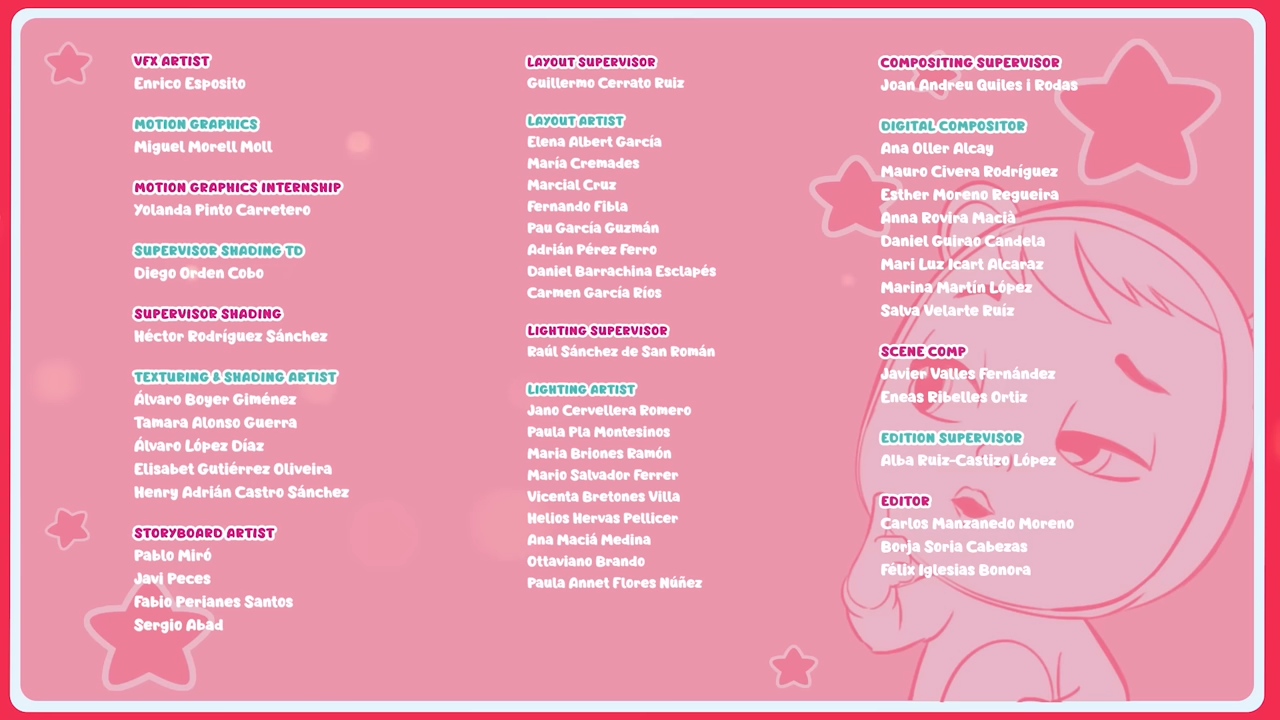 VFX ARTIST
Enrico Esposito
MOTION GRAPHICS
Miguel Morell Moll
MOTION GRAPHICS INTERNSHIP
Yolanda Pinto Carretero
SUPERVISOR SHADING TD
Diego Orden Cobo
SUPERVISOR SHADING
Héctor Rodríguez Sánchez
TEXTURING & SHADING ARTIST
Álvaro Boyer Giménez
Tamara Alonso Guerra
Álvaro López Díaz
Elisabet Gutiérrez Oliveira
Henry Adrián Castro Sánchez
STORYBOARD ARTIST
Pablo Miró
Javi Peces
Fabio Perianes Santos
Sergio Abad
LAYOUT SUPERVISOR
Guillermo Cerrato Ruiz
LAYOUT ARTIST
Elena Albert García
María Cremades
Marcial Cruz
Fernando Fibla
Pau García Guzmán
Adrián Pérez Ferro
Daniel Barrachina Esclapés
Carmen García Ríos
LIGHTING SUPERVISOR
Raúl Sánchez de San Román
LIGHTING ARTIST
Jano Cervellera Romero
Paula Pla Montesinos
Maria Briones Ramón
Mario Salvador Ferrer
Vicenta Bretones Villa
Helios Hervas Pellicer
Ana Maciá Medina
Ottaviano Brando
Paula Annet Flores Núñez
COMPOSITING SUPERVISOR
Joan Andreu Quiles i Rodas
DIGITAL COMPOSITOR
Ana Oller Alcay
Mauro Civera Rodríguez
Esther Moreno Regueira
Anna Rovira Macià
Daniel Guirao Candela
Mari Luz Icart Alcaraz
Marina Martín López
Salva Velarte Ruíz
SCENE COMP
Javier Valles Fernández
Eneas Ribelles Ortiz
EDITION SUPERVISOR
Alba Ruiz-Castizo López
EDITOR
Carlos Manzanedo Moreno
Borja Soria Cabezas
Félix Iglesias Bonora